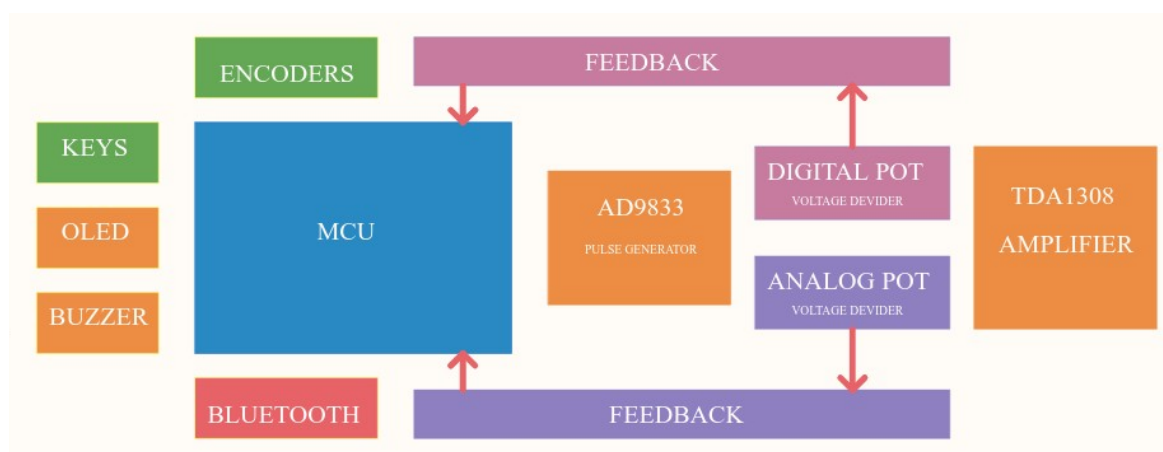 ENCODERS
FEEDBACK
KEYS
OLED
BUZZER
MCU
AD9833
PULSE GENERATOR
DIGITAL POT
VOLTAGE DEVIDER
ANALOG POT
VOLTAGE DEVIDER
TDA1308
AMPLIFIER
BLUETOOTH
FEEDBACK